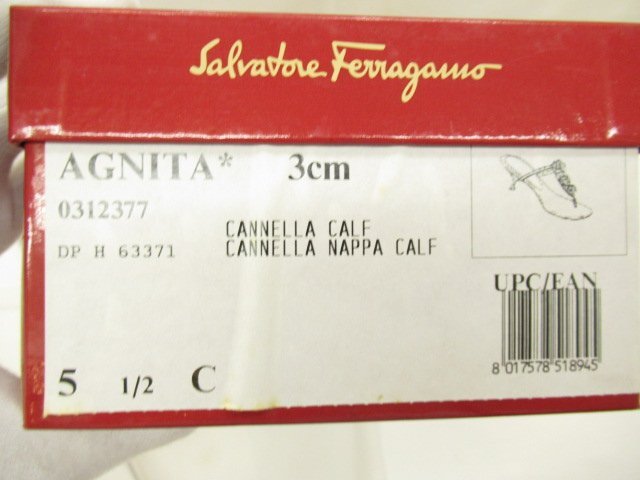 Salvatore Ferragamo
AGNITA* 3cm
0312377
CANNELLA CALF
DP H 63371 CANNELLA NAPPA CALF
UPC/EAN
8 017578 518945
5 1/2 C